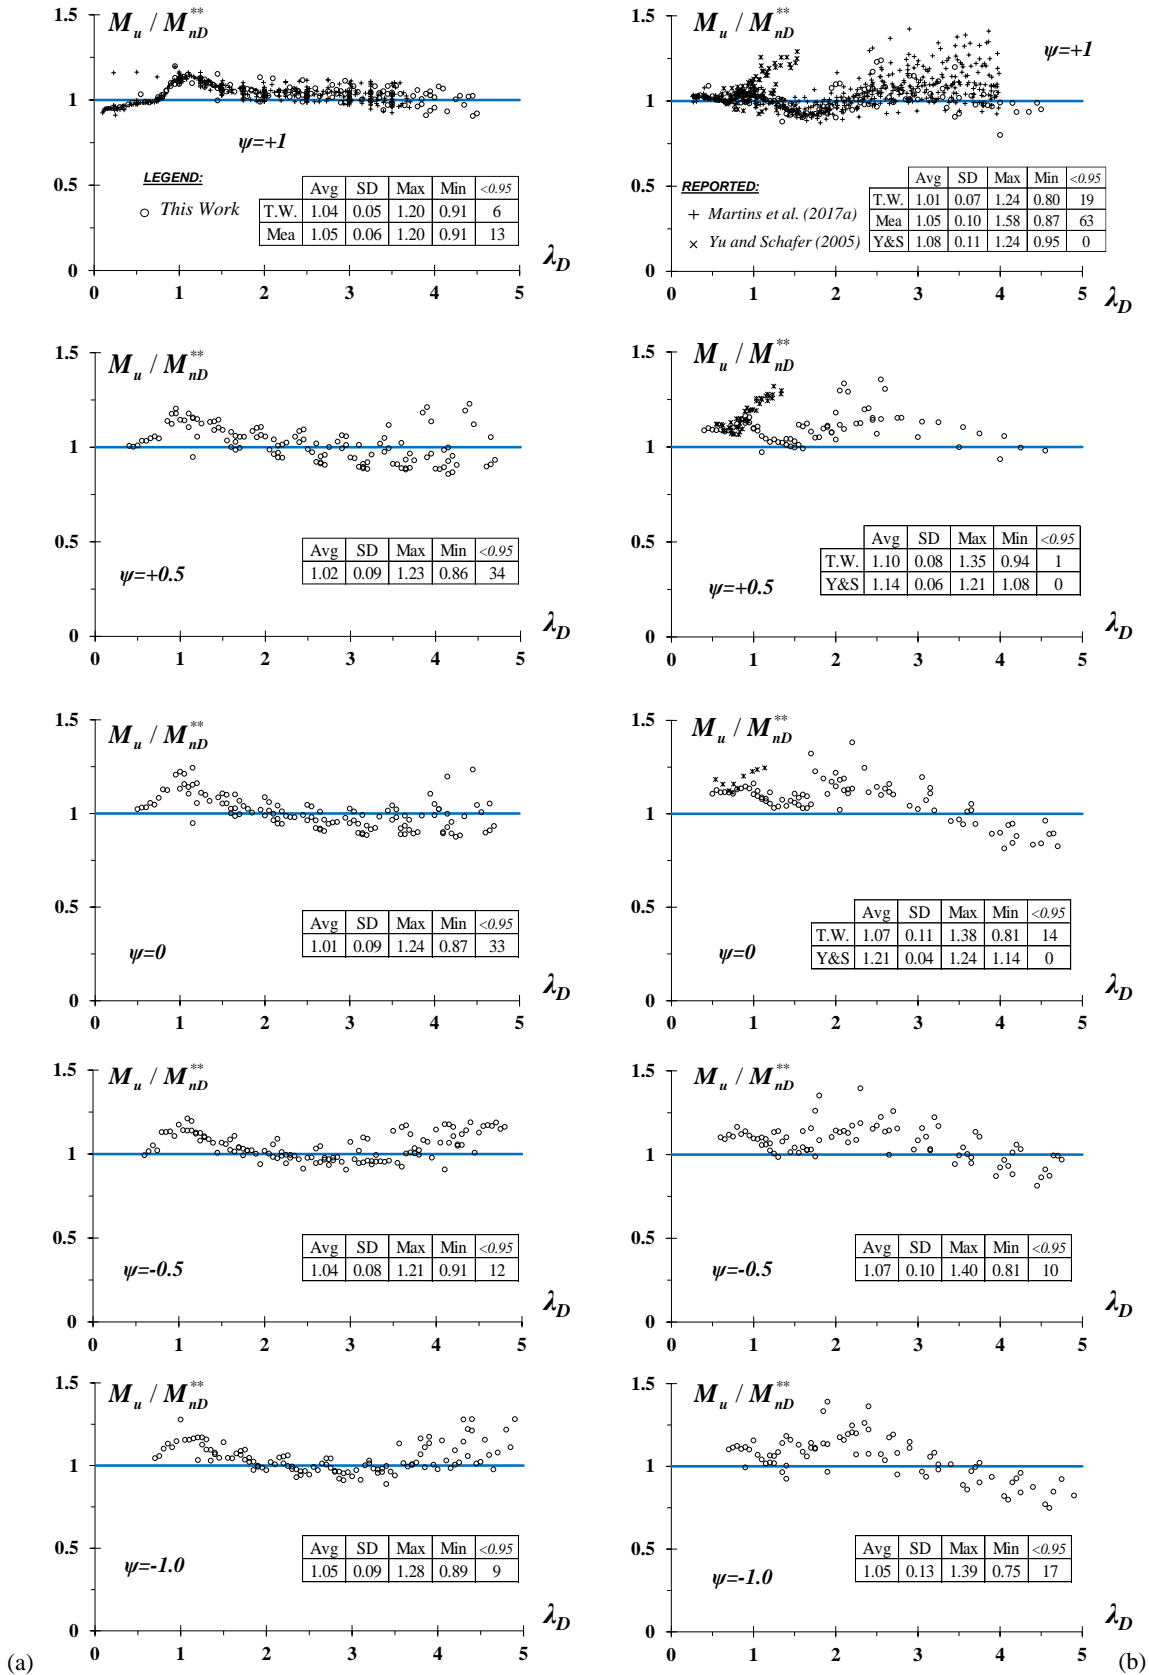 M_u / M_nD^**
1.5
1
0.5
0
0 1 2 3 4 5
λ_D
ψ=+1
LEGEND:
○ This Work
Avg SD Max Min <0.95
T.W. 1.04 0.05 1.20 0.91 6
Mea 1.05 0.06 1.20 0.91 13
M_u / M_nD^**
1.5
1
0.5
0
0 1 2 3 4 5
λ_D
ψ=+1
REPORTED:
+ Martins et al. (2017a)
× Yu and Schafer (2005)
Avg SD Max Min <0.95
T.W. 1.01 0.07 1.24 0.80 19
Mea 1.05 0.10 1.58 0.87 63
Y&S 1.08 0.11 1.24 0.95 0
M_u / M_nD^**
1.5
1
0.5
0
0 1 2 3 4 5
λ_D
ψ=+0.5
Avg SD Max Min <0.95
1.02 0.09 1.23 0.86 34
M_u / M_nD^**
1.5
1
0.5
0
0 1 2 3 4 5
λ_D
ψ=+0.5
Avg SD Max Min <0.95
T.W. 1.10 0.08 1.35 0.94 1
Y&S 1.14 0.06 1.21 1.08 0
M_u / M_nD^**
1.5
1
0.5
0
0 1 2 3 4 5
λ_D
ψ=0
Avg SD Max Min <0.95
1.01 0.09 1.24 0.87 33
M_u / M_nD^**
1.5
1
0.5
0
0 1 2 3 4 5
λ_D
ψ=0
Avg SD Max Min <0.95
T.W. 1.07 0.11 1.38 0.81 14
Y&S 1.21 0.04 1.24 1.14 0
M_u / M_nD^**
1.5
1
0.5
0
0 1 2 3 4 5
λ_D
ψ=-0.5
Avg SD Max Min <0.95
1.04 0.08 1.21 0.91 12
M_u / M_nD^**
1.5
1
0.5
0
0 1 2 3 4 5
λ_D
ψ=-0.5
Avg SD Max Min <0.95
1.07 0.10 1.40 0.81 10
M_u / M_nD^**
1.5
1
0.5
0
0 1 2 3 4 5
λ_D
ψ=-1.0
Avg SD Max Min <0.95
1.05 0.09 1.28 0.89 9
(a)
M_u / M_nD^**
1.5
1
0.5
0
0 1 2 3 4 5
λ_D
ψ=-1.0
Avg SD Max Min <0.95
1.05 0.13 1.39 0.75 17
(b)